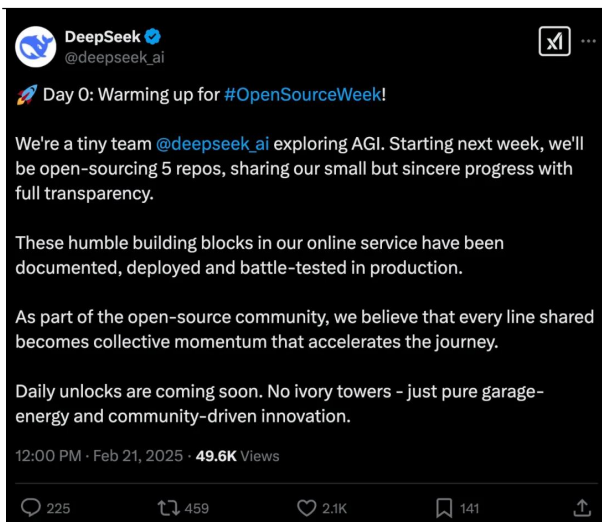 DeepSeek
@deepseek_ai
🚀 Day 0: Warming up for #OpenSourceWeek!
We're a tiny team @deepseek_ai exploring AGI. Starting next week, we'll
be open-sourcing 5 repos, sharing our small but sincere progress with
full transparency.
These humble building blocks in our online service have been
documented, deployed and battle-tested in production.
As part of the open-source community, we believe that every line shared
becomes collective momentum that accelerates the journey.
Daily unlocks are coming soon. No ivory towers - just pure garage-
energy and community-driven innovation.
12:00 PM · Feb 21, 2025 · 49.6K Views
225 459 2.1K 141